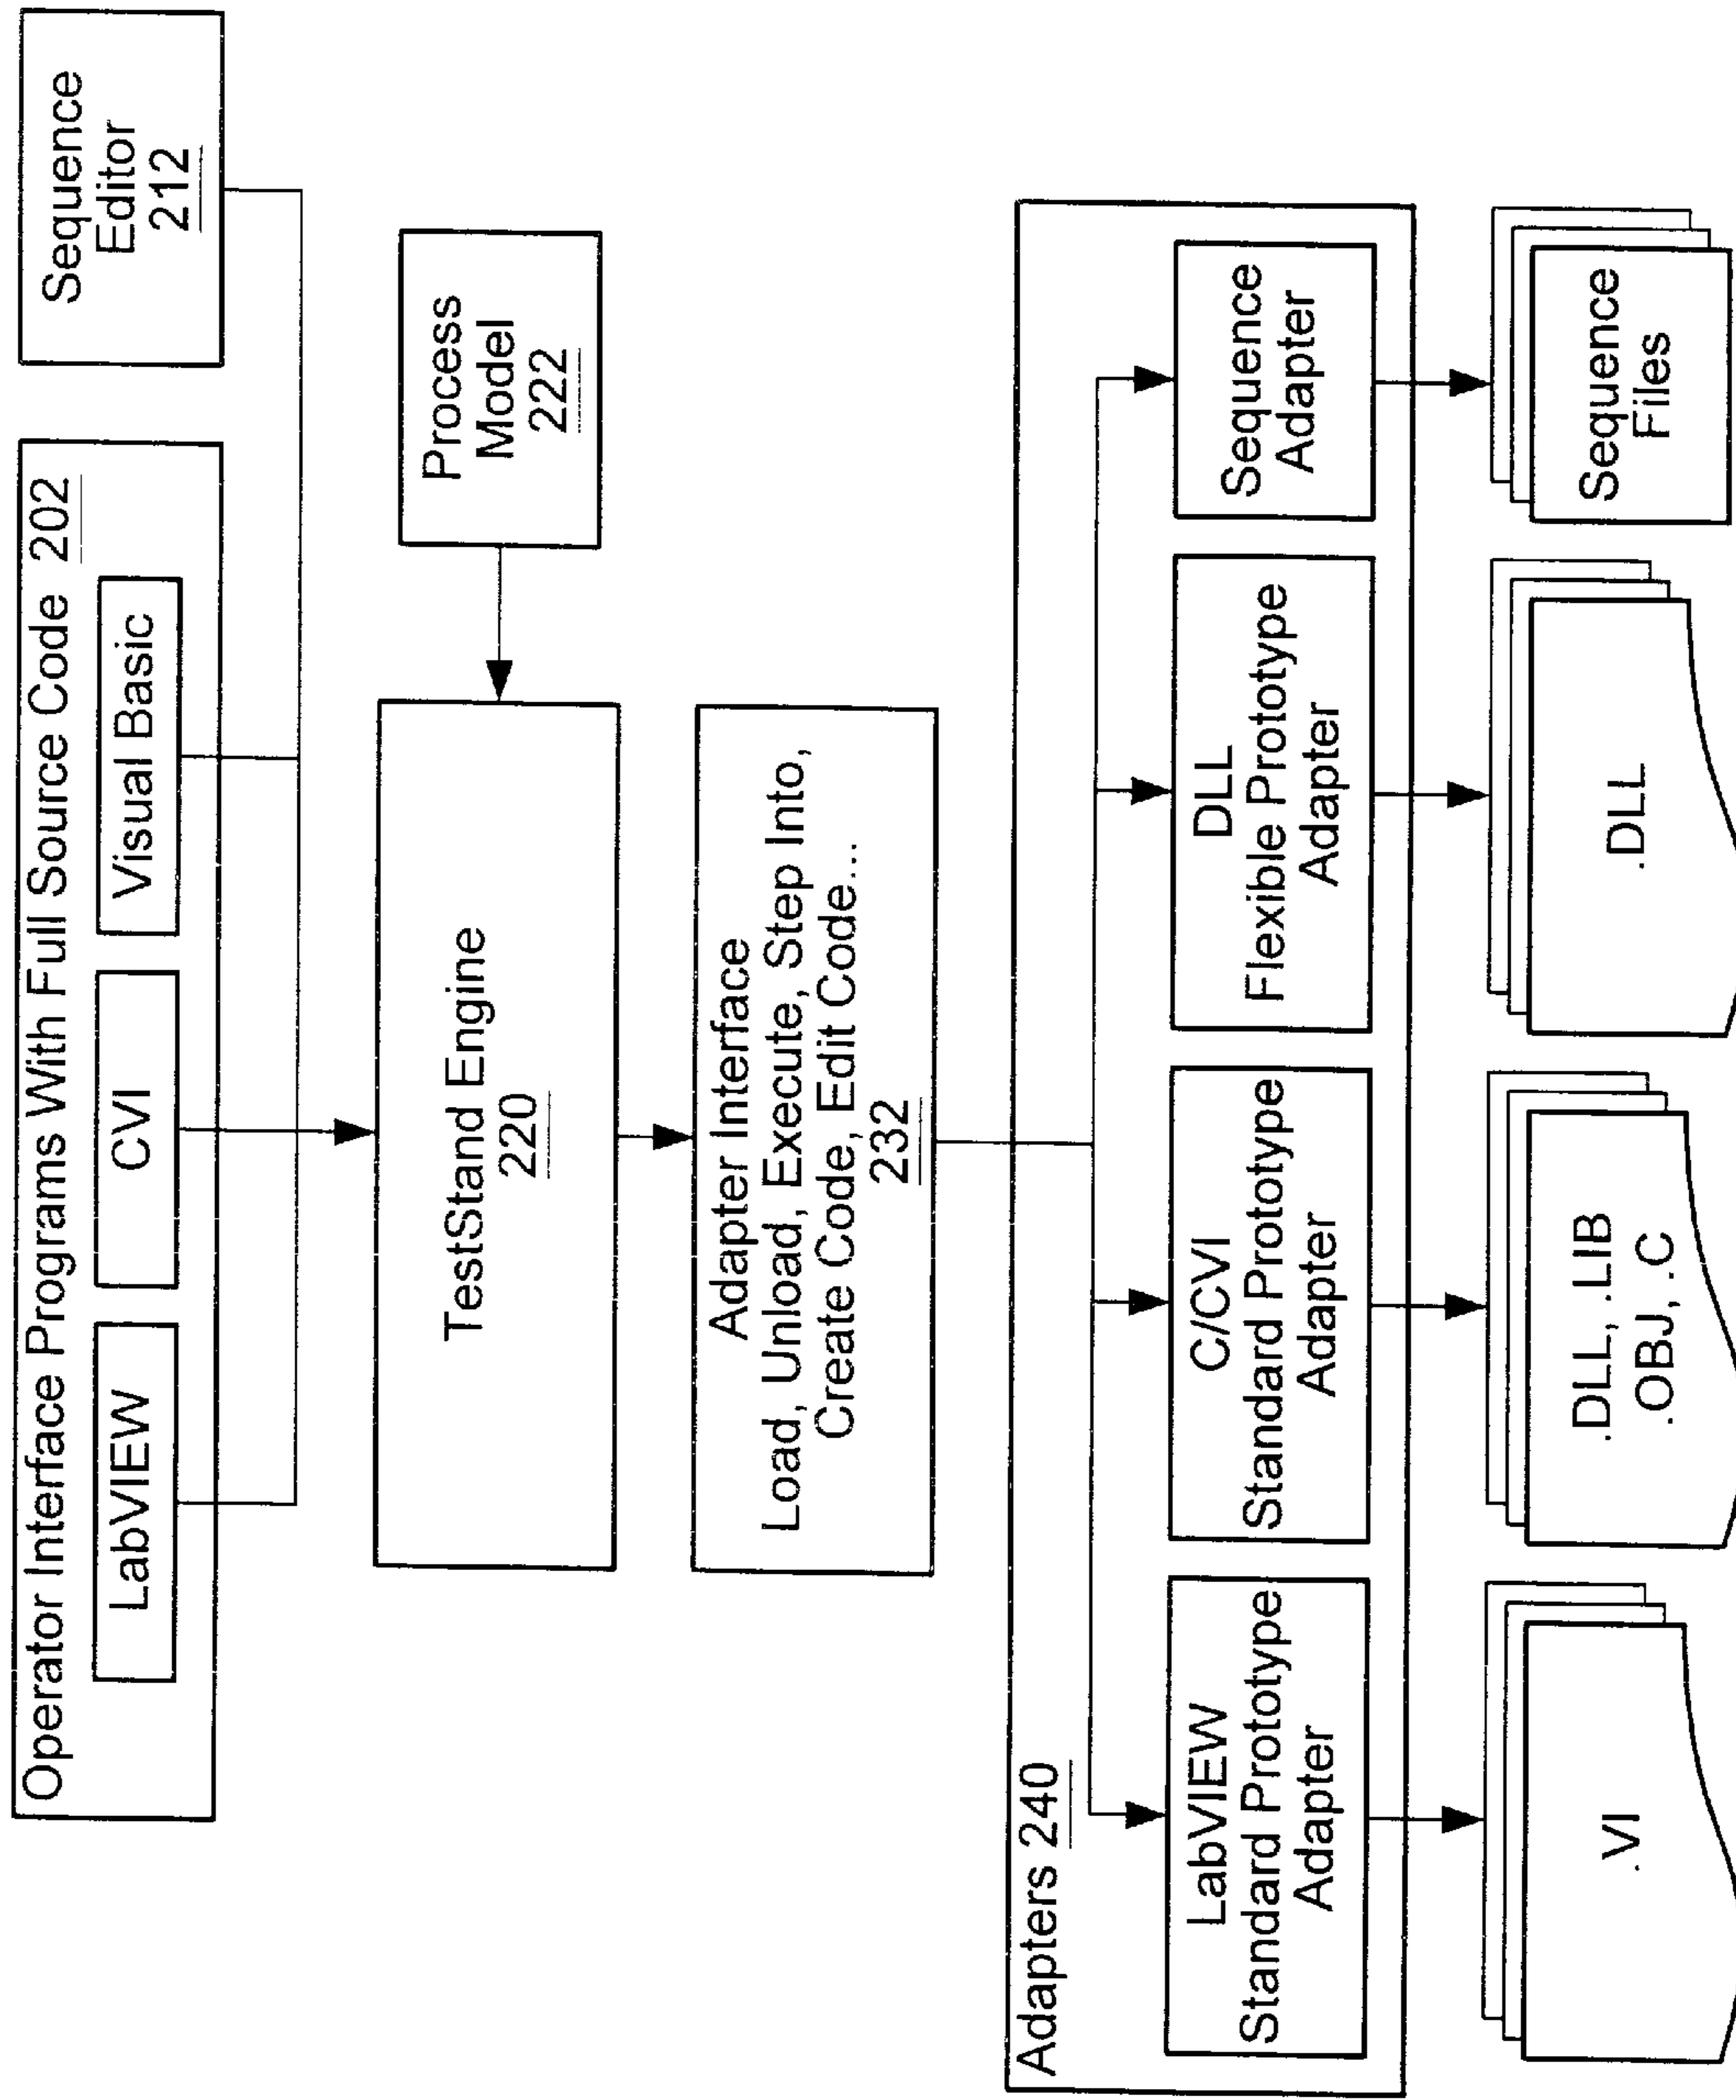 Operator Interface Programs With Full Source Code 202
LabVIEW
CVI
Visual Basic
Sequence
Editor
212
Process
Model
222
TestStand Engine
220
Adapter Interface
Load, Unload, Execute, Step Into,
Create Code, Edit Code...
232
Adapters 240
LabVIEW
Standard Prototype
Adapter
C/CVI
Standard Prototype
Adapter
DLL
Flexible Prototype
Adapter
Sequence
Adapter
.VI
.DLL, .LIB
.OBJ, .C
.DLL
Sequence
Files